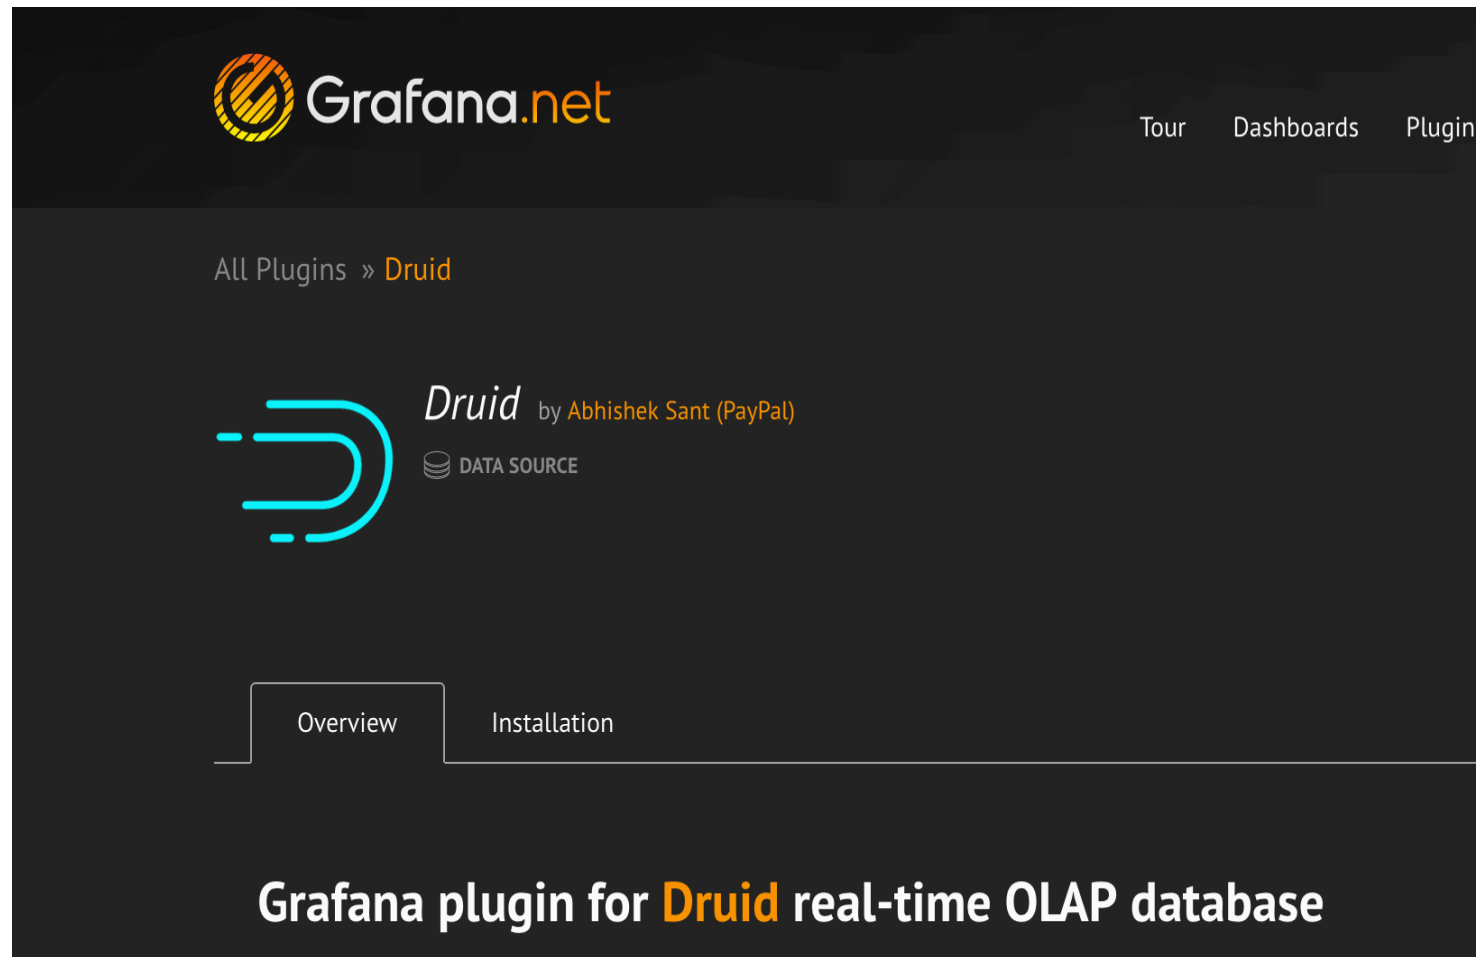 Grafana.net
Tour Dashboards Plugin
All Plugins » Druid
Druid by Abhishek Sant (PayPal)
DATA SOURCE
Overview Installation
Grafana plugin for Druid real-time OLAP database